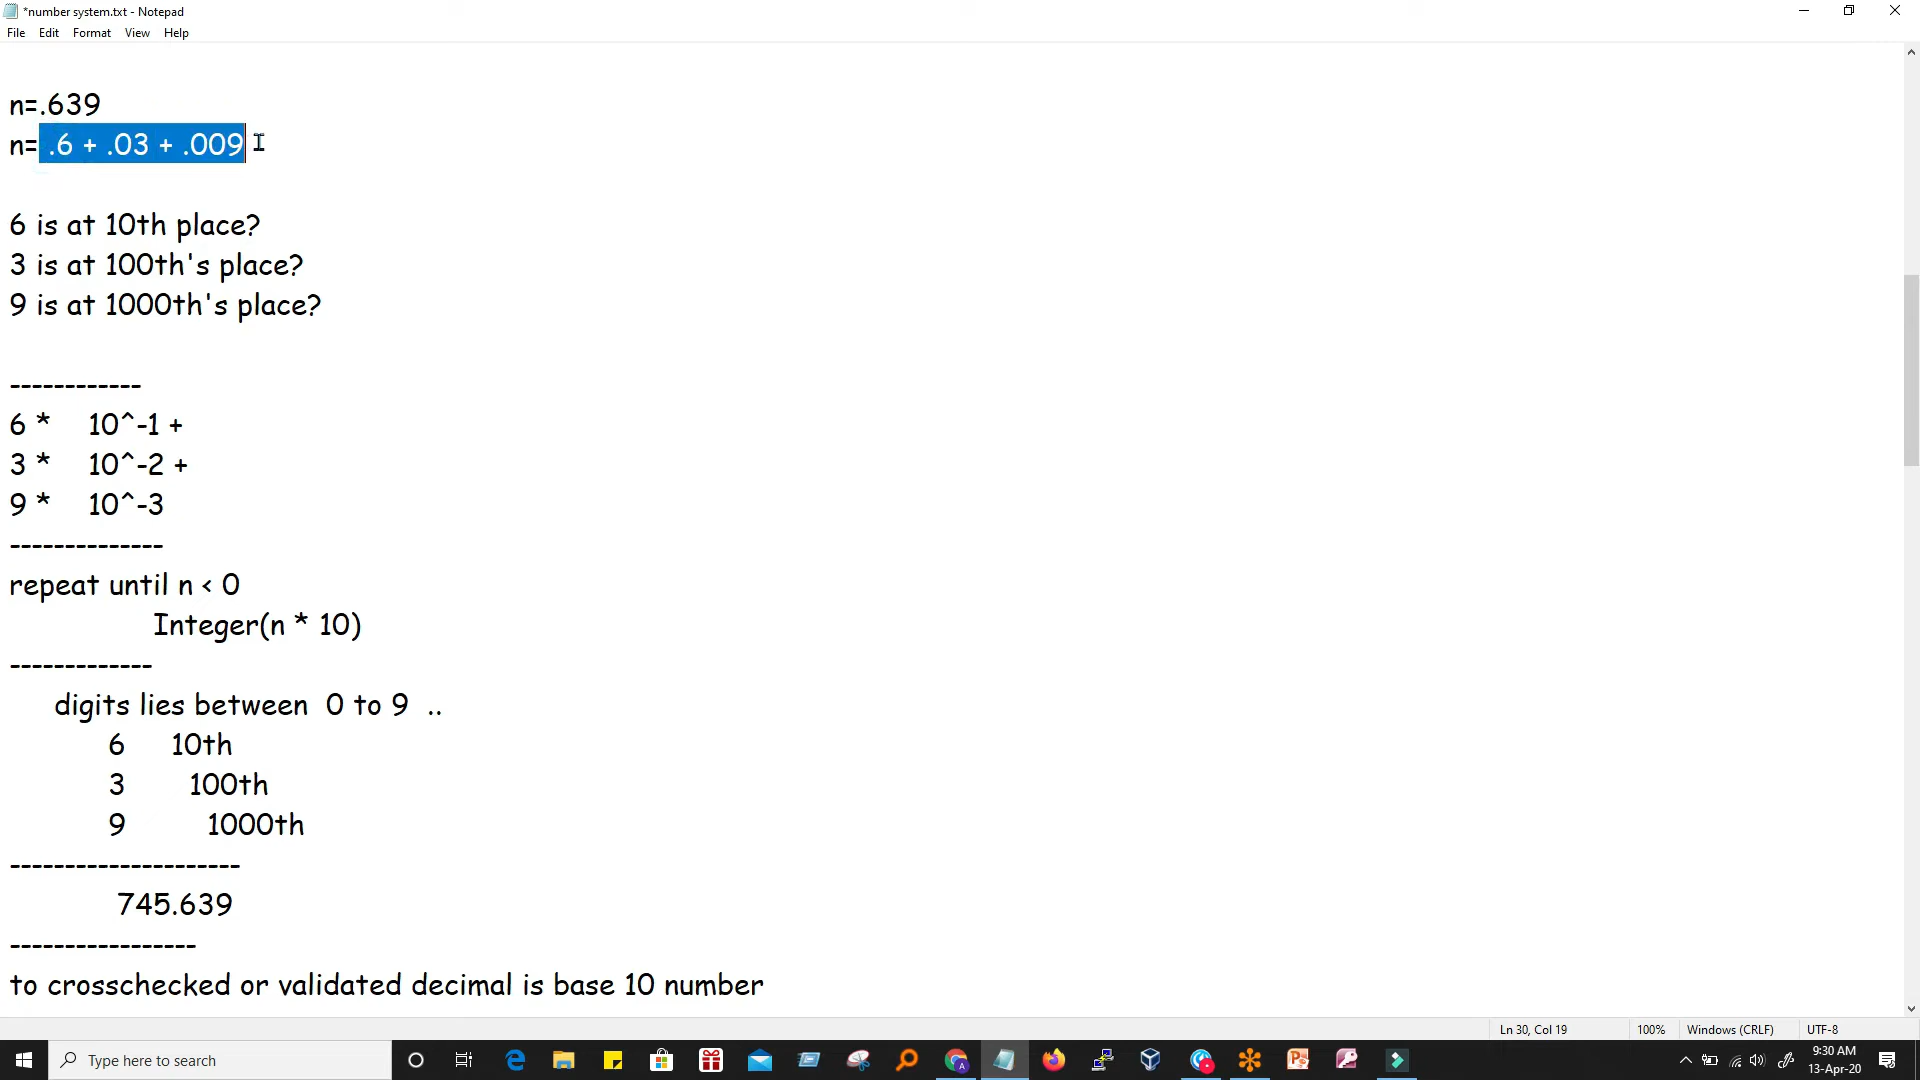 *number system.txt - Notepad
File Edit Format View Help
n=.639
n= .6 + .03 + .009
6 is at 10th place?
3 is at 100th's place?
9 is at 1000th's place?
------------
6 * 10^-1 +
3 * 10^-2 +
9 * 10^-3
--------------
repeat until n < 0
Integer(n * 10)
-------------
digits lies between 0 to 9 ..
6 10th
3 100th
9 1000th
---------------------
745.639
-----------------
to crosschecked or validated decimal is base 10 number
Ln 30, Col 19 100% Windows (CRLF) UTF-8
Type here to search
9:30 AM
13-Apr-20